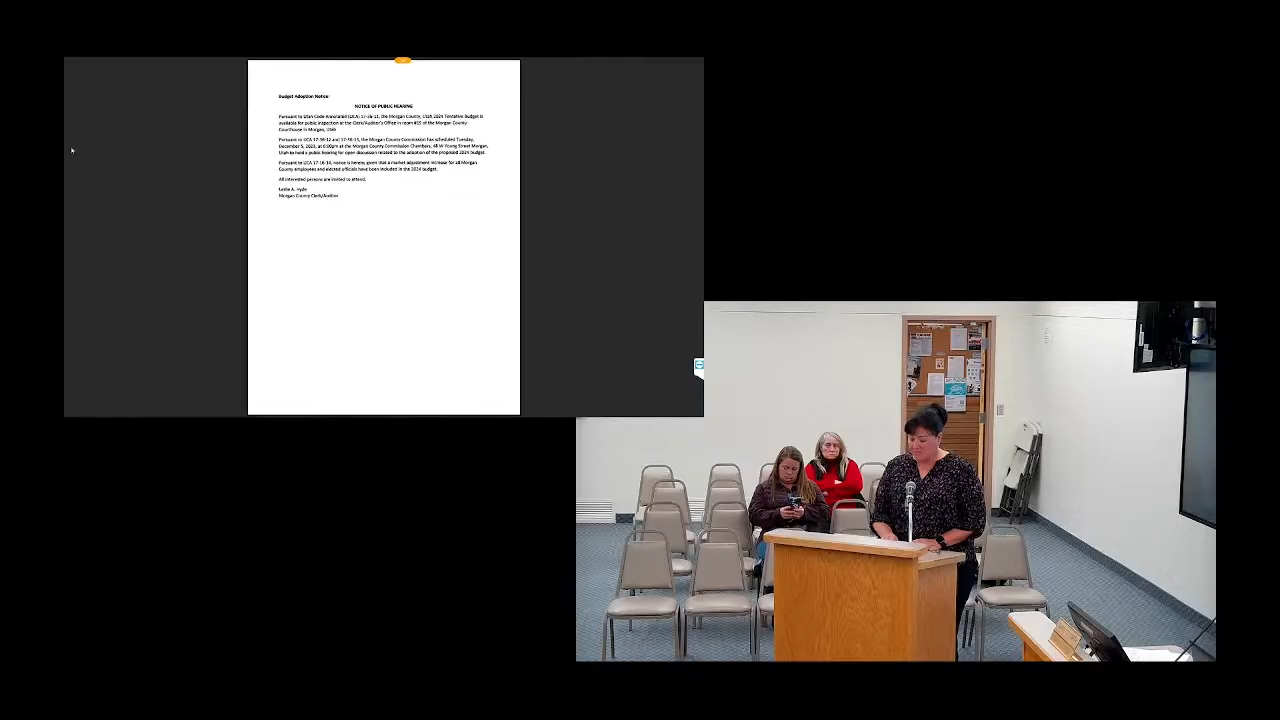 Budget Adoption Notice:
NOTICE OF PUBLIC HEARING
Pursuant to Utah Code Annotated (UCA) 17-36-11, the Morgan County, Utah 2024 Tentative Budget is
available for public inspection at the Clerk/Auditor's Office in room #15 of the Morgan County
Courthouse in Morgan, Utah
Pursuant to UCA 17-36-12 and 17-36-13, the Morgan County Commission has scheduled Tuesday,
December 5, 2023, at 6:00pm at the Morgan County Commission Chambers, 48 W Young Street Morgan,
Utah to hold a public hearing for open discussion related to the adoption of the proposed 2024 budget.
Pursuant to UCA 17-16-14, notice is hereby given that a market adjustment increase for all Morgan
County employees and elected officials have been included in the 2024 budget.
All interested persons are invited to attend.
Leslie A. Hyde
Morgan County Clerk/Auditor